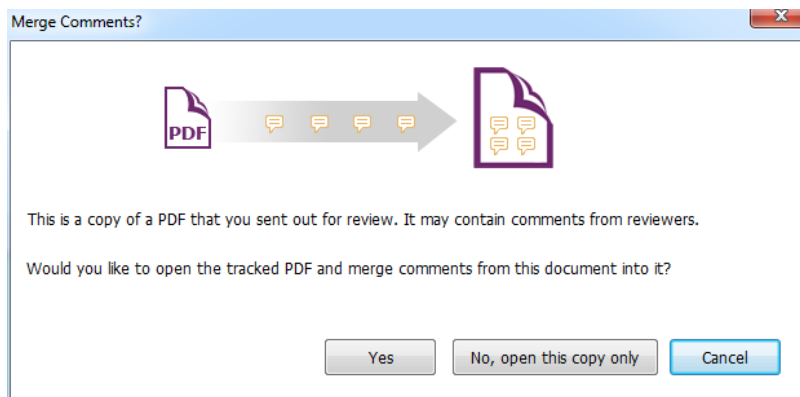 Merge Comments?
X
PDF
This is a copy of a PDF that you sent out for review. It may contain comments from reviewers.
Would you like to open the tracked PDF and merge comments from this document into it?
Yes
No, open this copy only
Cancel